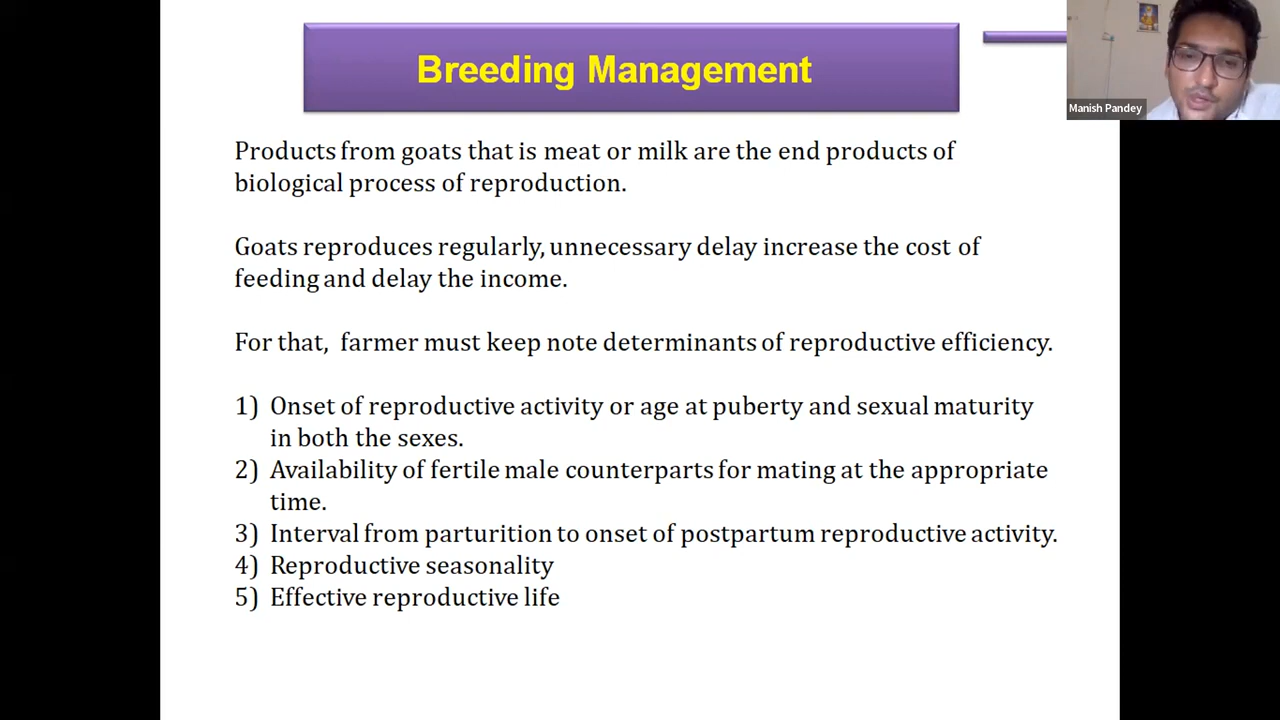 Breeding Management
Manish Pandey
Products from goats that is meat or milk are the end products of
biological process of reproduction.
Goats reproduces regularly, unnecessary delay increase the cost of
feeding and delay the income.
For that, farmer must keep note determinants of reproductive efficiency.
1) Onset of reproductive activity or age at puberty and sexual maturity
in both the sexes.
2) Availability of fertile male counterparts for mating at the appropriate
time.
3) Interval from parturition to onset of postpartum reproductive activity.
4) Reproductive seasonality
5) Effective reproductive life